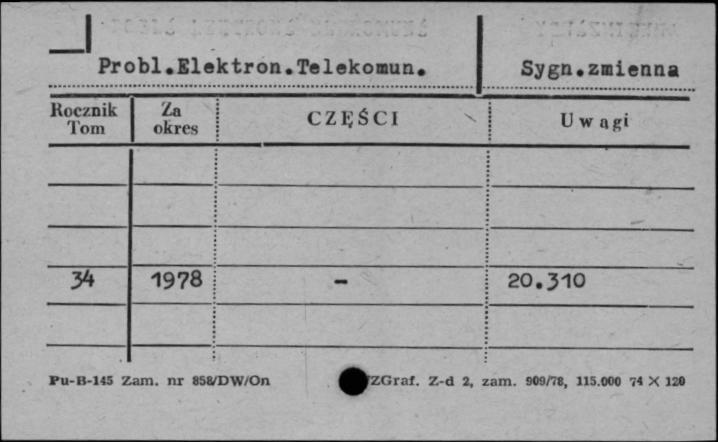 Probl.Elektron.Telekomun. Sygn.zmienna
Rocznik Tom Za okres CZĘŚCI Uwagi
34 1978 - 20.310
Pu-B-145 Zam. nr 858/DW/On ZGraf. Z-d 2, zam. 909/78, 115.000 74 X 120